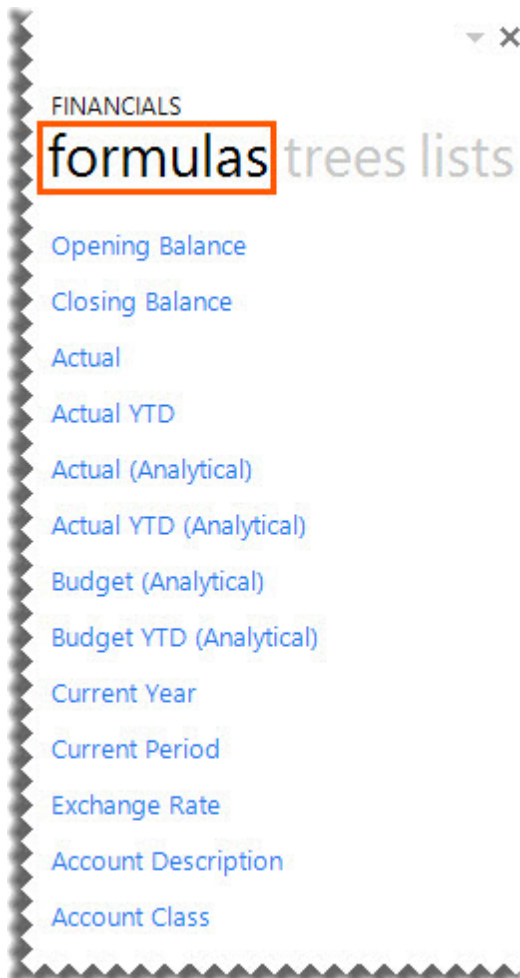 FINANCIALS
formulas trees lists
Opening Balance
Closing Balance
Actual
Actual YTD
Actual (Analytical)
Actual YTD (Analytical)
Budget (Analytical)
Budget YTD (Analytical)
Current Year
Current Period
Exchange Rate
Account Description
Account Class